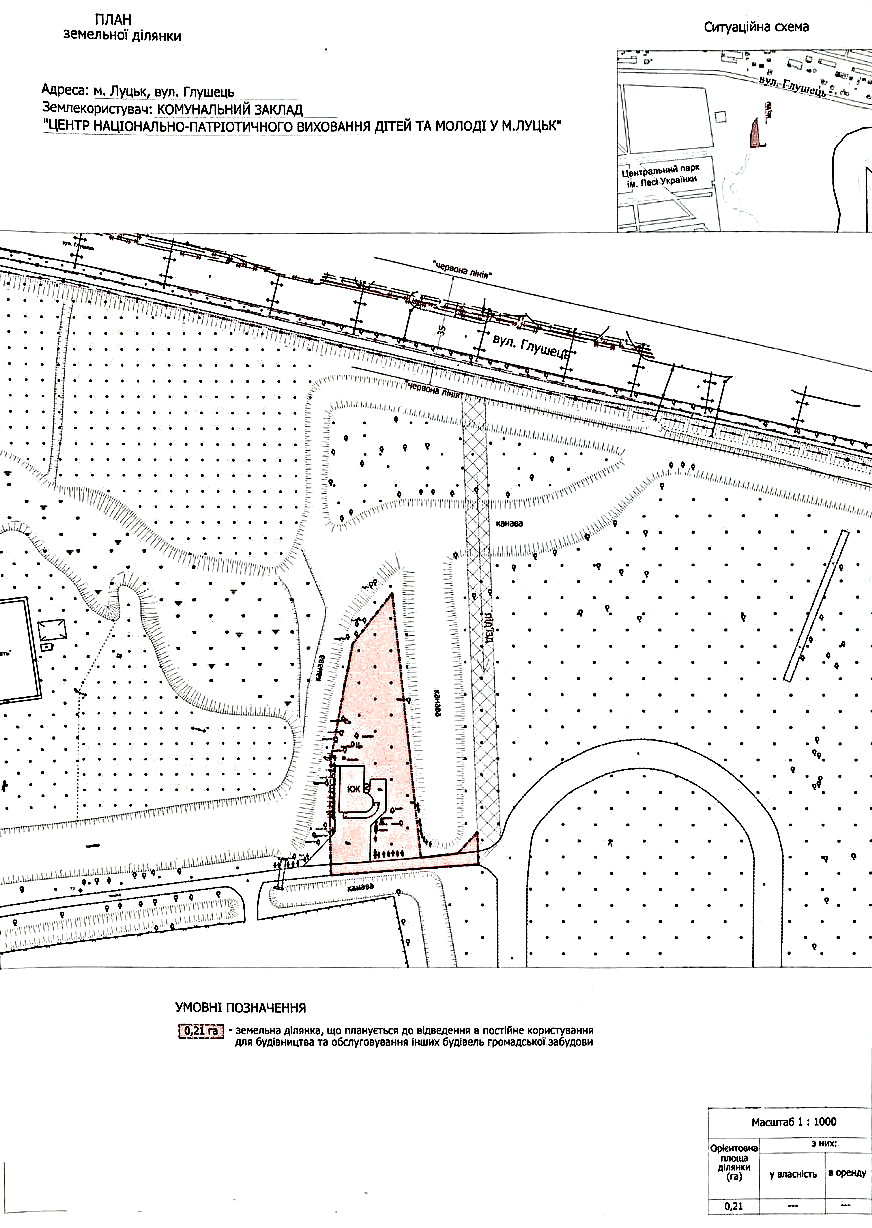 ПЛАН
земельної ділянки
Ситуаційна схема
Адреса: м. Луцьк, вул. Глушець
Землекористувач: КОМУНАЛЬНИЙ ЗАКЛАД
"ЦЕНТР НАЦІОНАЛЬНО-ПАТРІОТИЧНОГО ВИХОВАННЯ ДІТЕЙ ТА МОЛОДІ У М.ЛУЦЬК"
вул. Глушець
Центральний парк
ім. Лесі Українки
"червона лінія"
35
вул. Глушець
"червона лінія"
канава
під'їзд
канава
канава
КЖ
канава
УМОВНІ ПОЗНАЧЕННЯ
0,21 га - земельна ділянка, що планується до відведення в постійне користування
для будівництва та обслуговування інших будівель громадської забудови
Масштаб 1 : 1000
Орієнтовна
площа
ділянки
(га)
з них:
у власність
в оренду
0,21 --- ---